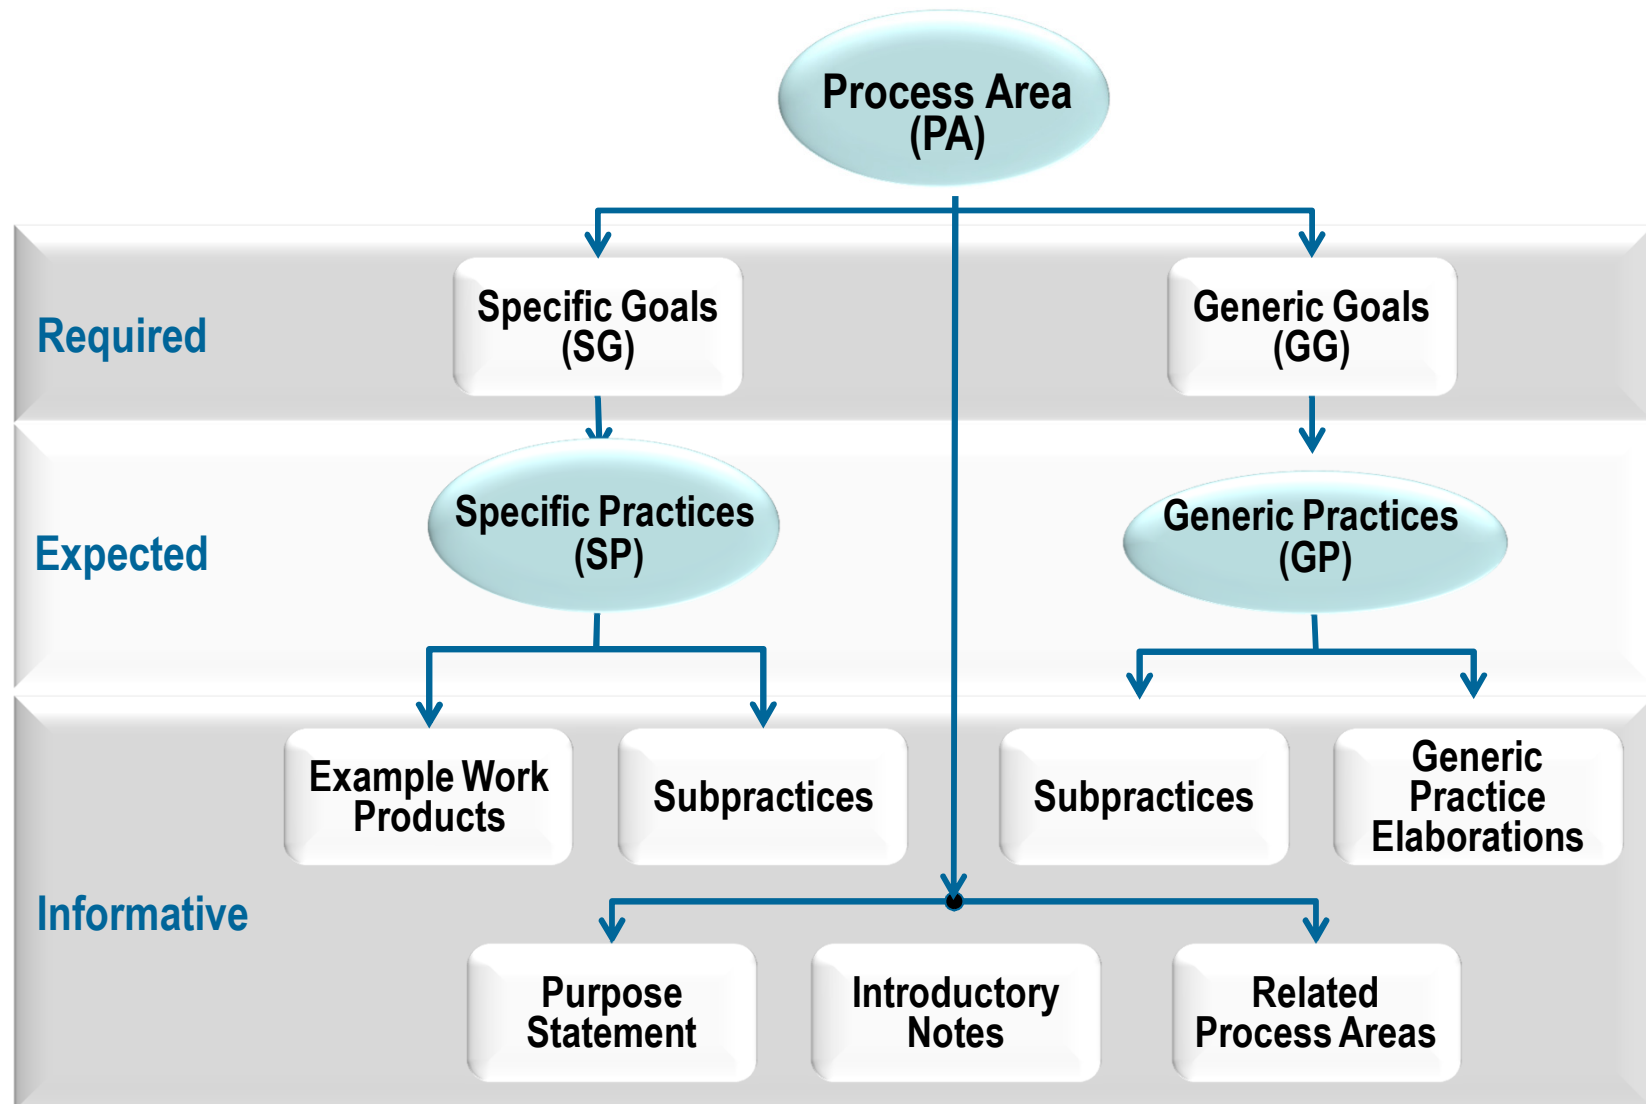 Process Area
(PA)
Required
Specific Goals
(SG)
Generic Goals
(GG)
Expected
Specific Practices
(SP)
Generic Practices
(GP)
Informative
Example Work
Products
Subpractices
Subpractices
Generic
Practice
Elaborations
Purpose
Statement
Introductory
Notes
Related
Process Areas